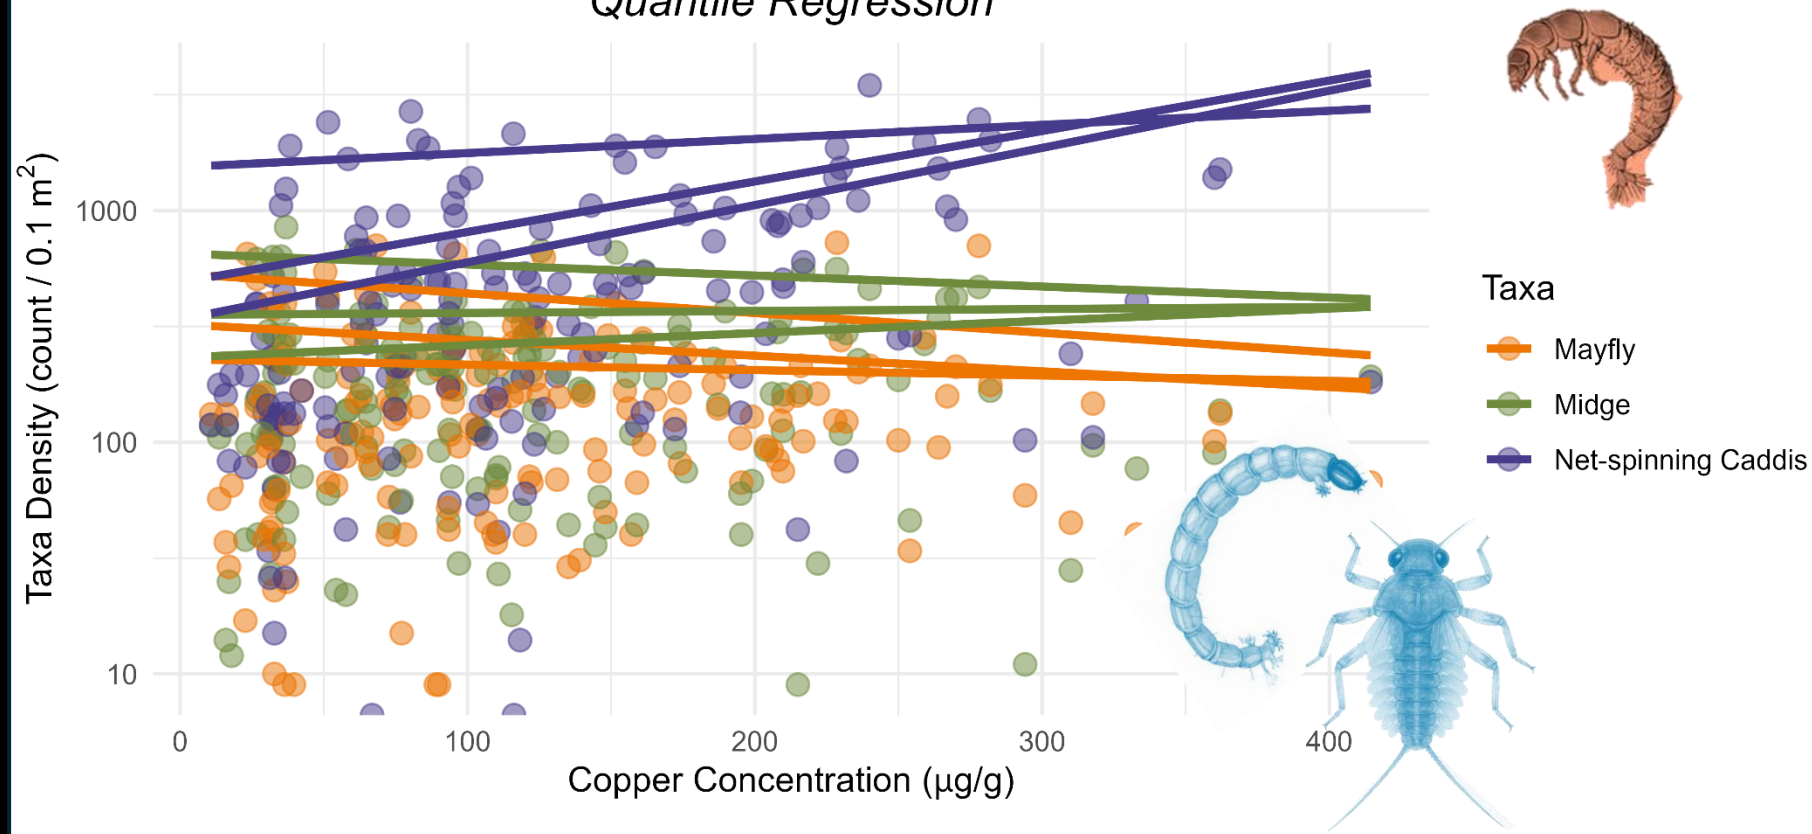 Quantile Regression
Taxa Density (count / 0.1 m²)
1000
100
10
0
100
200
300
400
Copper Concentration (µg/g)
Taxa
Mayfly
Midge
Net-spinning Caddis